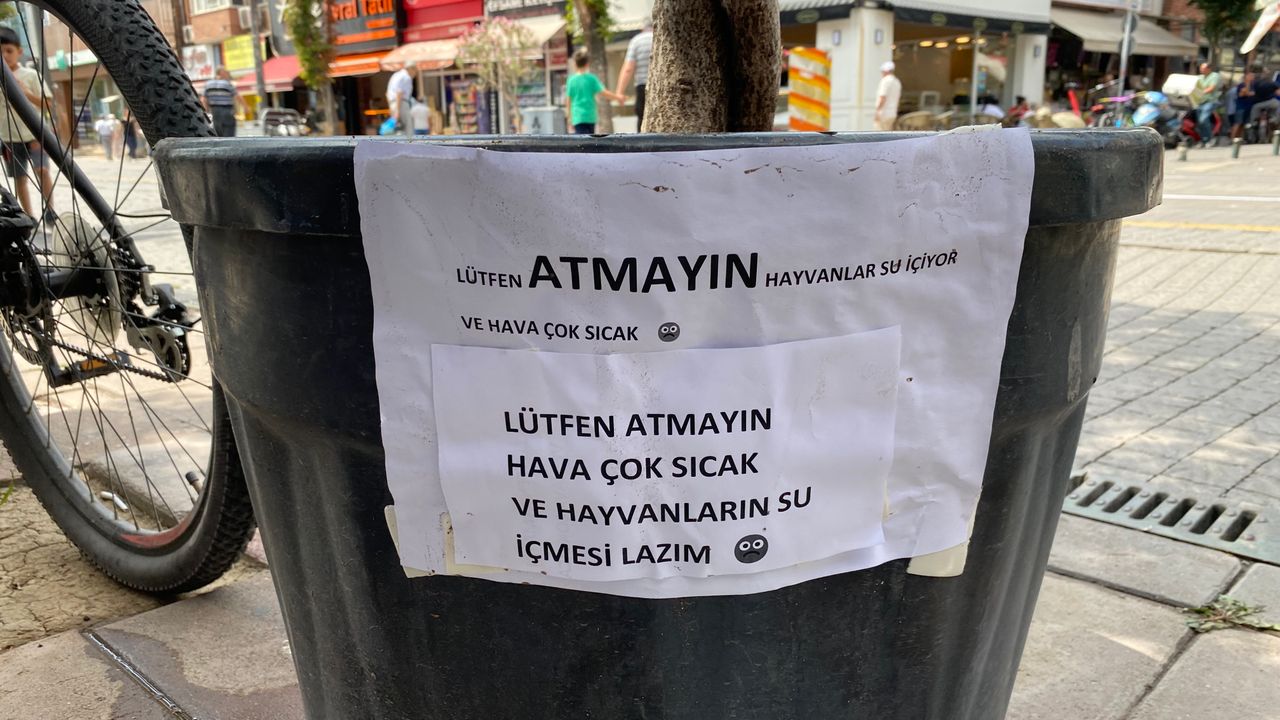 LÜTFEN ATMAYIN HAYVANLAR SU İÇİYOR
VE HAVA ÇOK SICAK
LÜTFEN ATMAYIN
HAVA ÇOK SICAK
VE HAYVANLARIN SU
İÇMESİ LAZIM